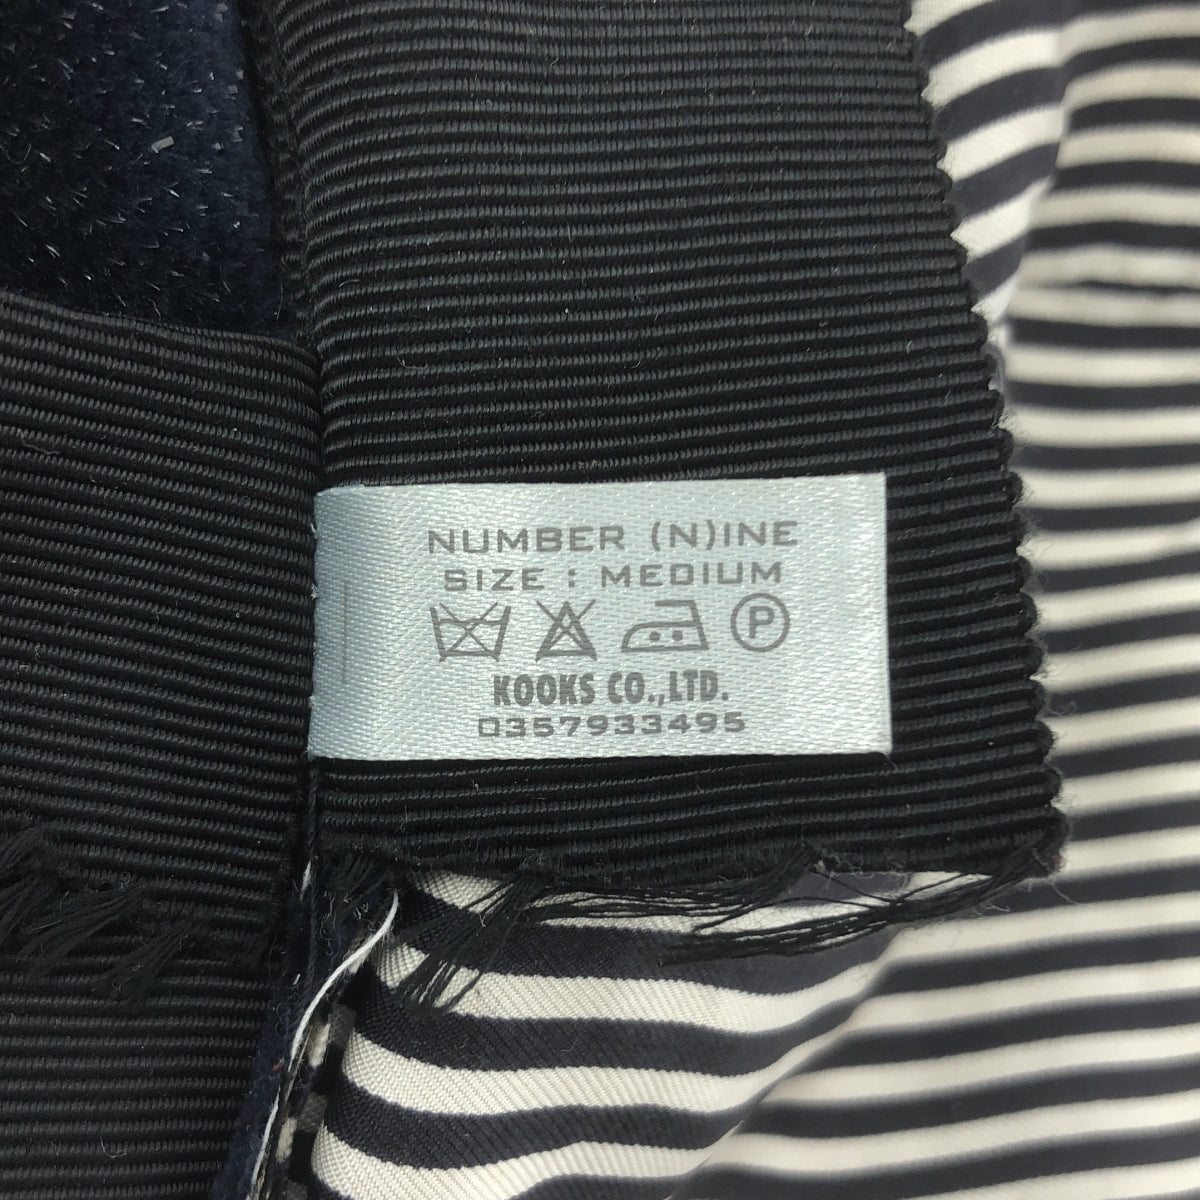 NUMBER (N)INE
SIZE : MEDIUM
P
KOOKS CO.,LTD.
0357933495